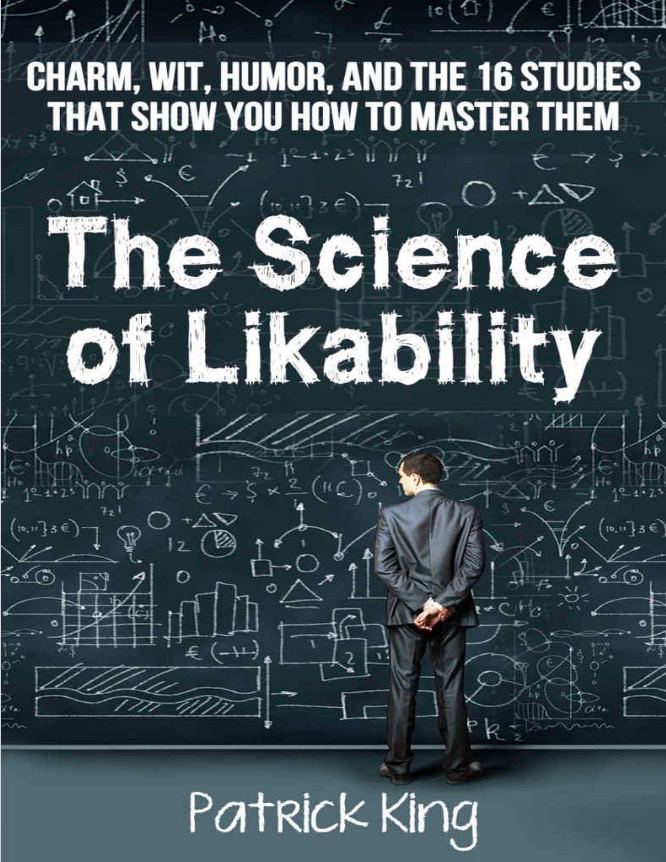 CHARM, WIT, HUMOR, AND THE 16 STUDIES
THAT SHOW YOU HOW TO MASTER THEM
The Science
of Likability
Patrick King